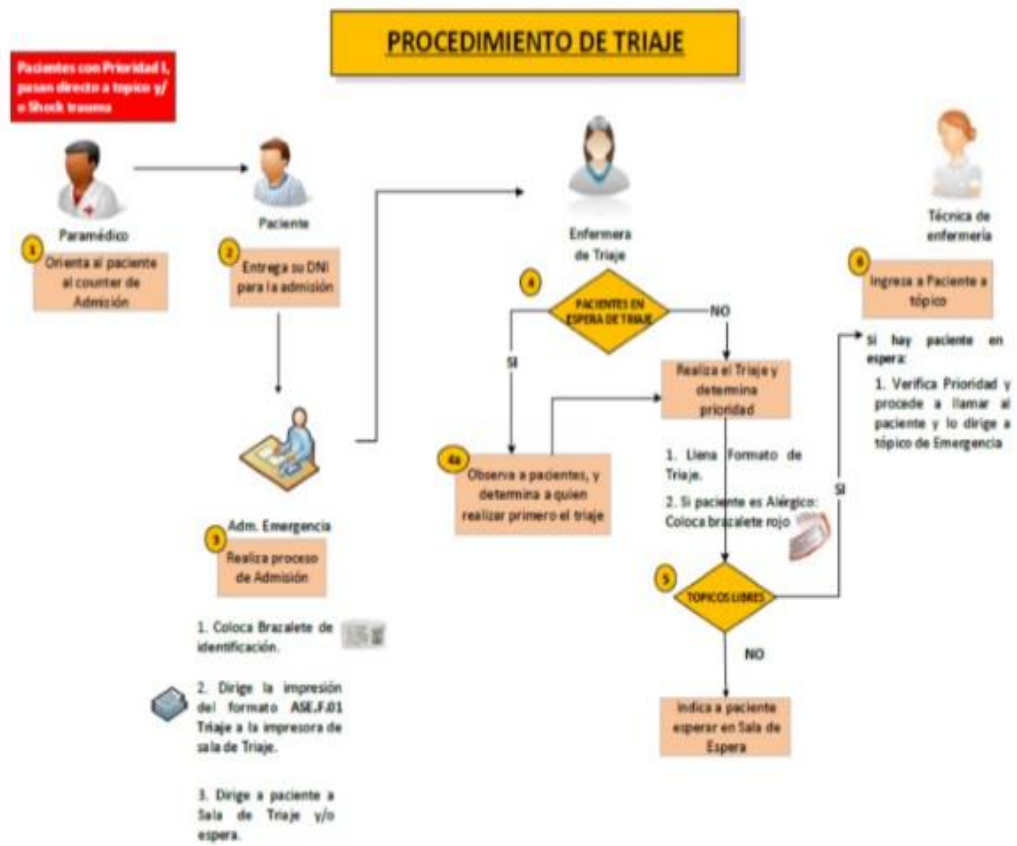 PROCEDIMIENTO DE TRIAJE
Pacientes con Prioridad I,
pasan directo a topico y/
o Shock trauma
Paramédico
1
Orienta al paciente
al counter de
Admisión
Paciente
2
Entrega su DNI
para la admisión
Adm. Emergencia
3
Realiza proceso
de Admisión
1. Coloca Brazalete de
identificación.
2. Dirige la impresión
del formato ASE.F.01
Triaje a la impresora de
sala de Triaje.
3. Dirige a paciente a
Sala de Triaje y/o
espera.
Enfermera
de Triaje
4
PACIENTES EN
ESPERA DE TRIAJE
SI
NO
4a
Observa a pacientes, y
determina a quien
realizar primero el triaje
Realiza el Triaje y
determina
prioridad
1. Llena Formato de
Triaje.
2. Si paciente es Alérgico:
Coloca brazalete rojo
5
TOPICOS LIBRES
SI
NO
Indica a paciente
esperar en Sala de
Espera
Técnica de
enfermería
6
Ingresa a Paciente a
tópico
Si hay paciente en
espera:
1. Verifica Prioridad y
procede a llamar al
paciente y lo dirige a
tópico de Emergencia